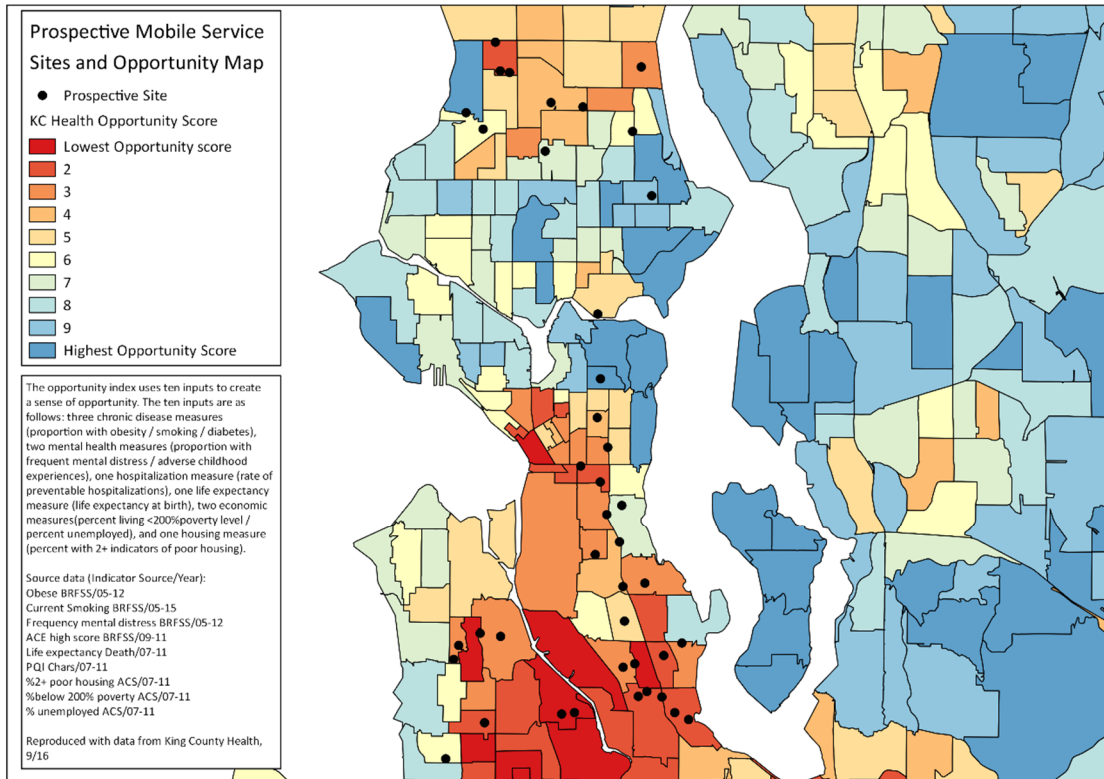 Prospective Mobile Service
Sites and Opportunity Map
Prospective Site
KC Health Opportunity Score
Lowest Opportunity score
2
3
4
5
6
7
8
9
Highest Opportunity Score
The opportunity index uses ten inputs to create
a sense of opportunity. The ten inputs are as
follows: three chronic disease measures
(proportion with obesity / smoking / diabetes),
two mental health measures (proportion with
frequent mental distress / adverse childhood
experiences), one hospitalization measure (rate of
preventable hospitalizations), one life expectancy
measure (life expectancy at birth), two economic
measures(percent living <200%poverty level /
percent unemployed), and one housing measure
(percent with 2+ indicators of poor housing).
Source data (Indicator Source/Year):
Obese BRFSS/05-12
Current Smoking BRFSS/05-15
Frequency mental distress BRFSS/05-12
ACE high score BRFSS/09-11
Life expectancy Death/07-11
PQI Chars/07-11
%2+ poor housing ACS/07-11
%below 200% poverty ACS/07-11
% unemployed ACS/07-11
Reproduced with data from King County Health,
9/16